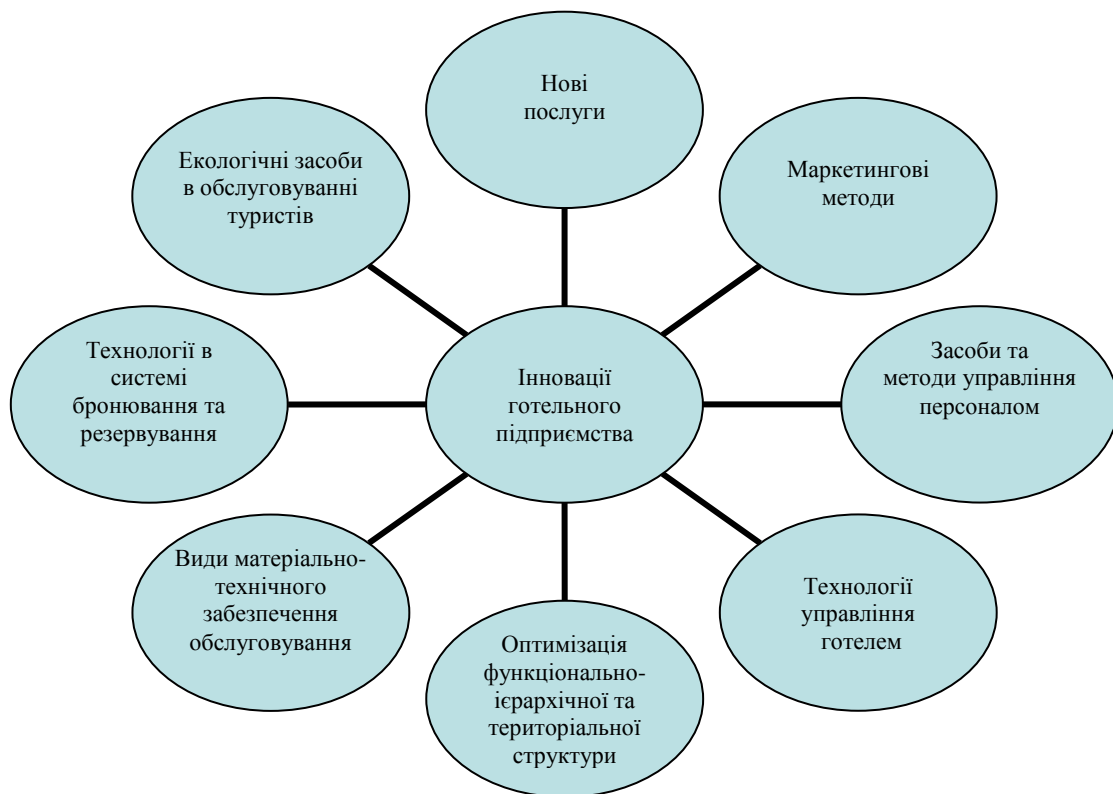 Нові
послуги
Маркетингові
методи
Засоби та
методи управління
персоналом
Технології
управління
готелем
Оптимізація
функціонально-
ієрархічної та
територіальної
структури
Види матеріально-
технічного
забезпечення
обслуговування
Технології в
системі
бронювання та
резервування
Екологічні засоби
в обслуговуванні
туристів
Інновації
готельного
підприємства